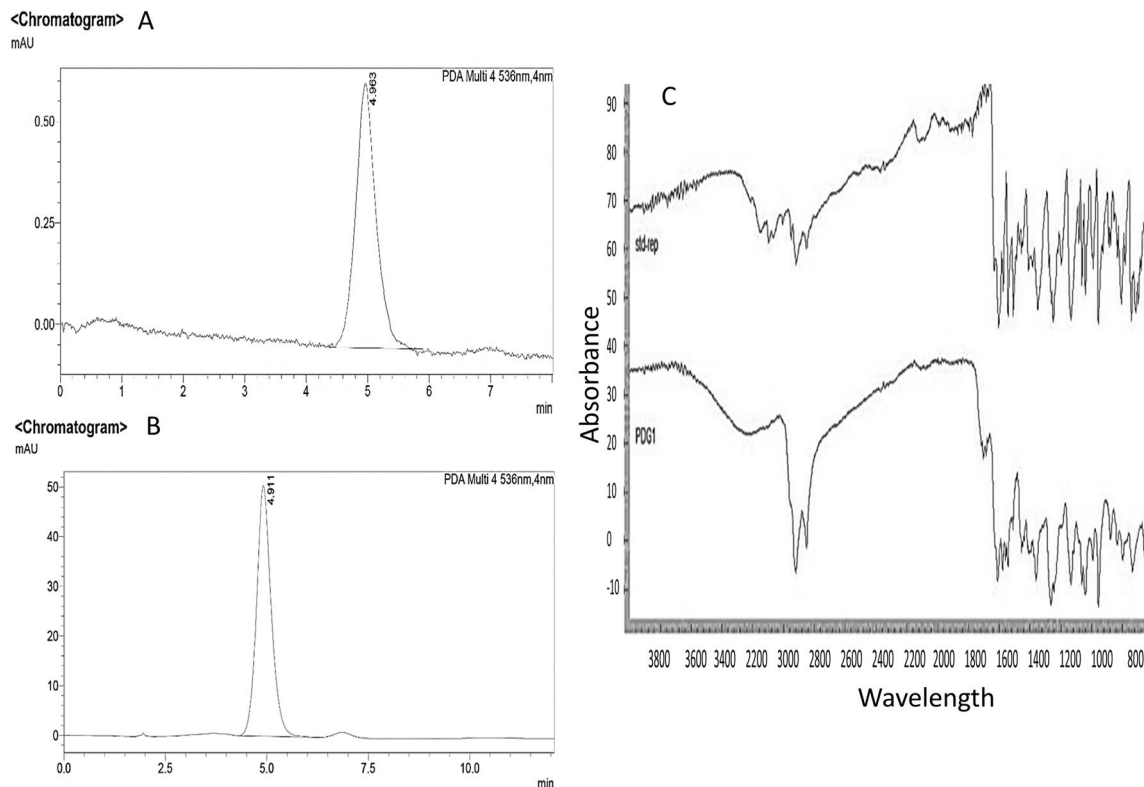 <Chromatogram> A
mAU
PDA Multi 4 536nm,4nm
4.963
0.50
0.25
0.00
0 1 2 3 4 5 6 7
min
<Chromatogram> B
mAU
PDA Multi 4 536nm,4nm
4.911
50
40
30
20
10
0
0.0 2.5 5.0 7.5 10.0
min
C
90
80
70
60
50
40
30
20
10
0
-10
std-rep
PDG1
Absorbance
3800 3600 3400 3200 3000 2800 2600 2400 2200 2000 1800 1600 1400 1200 1000 800
Wavelength